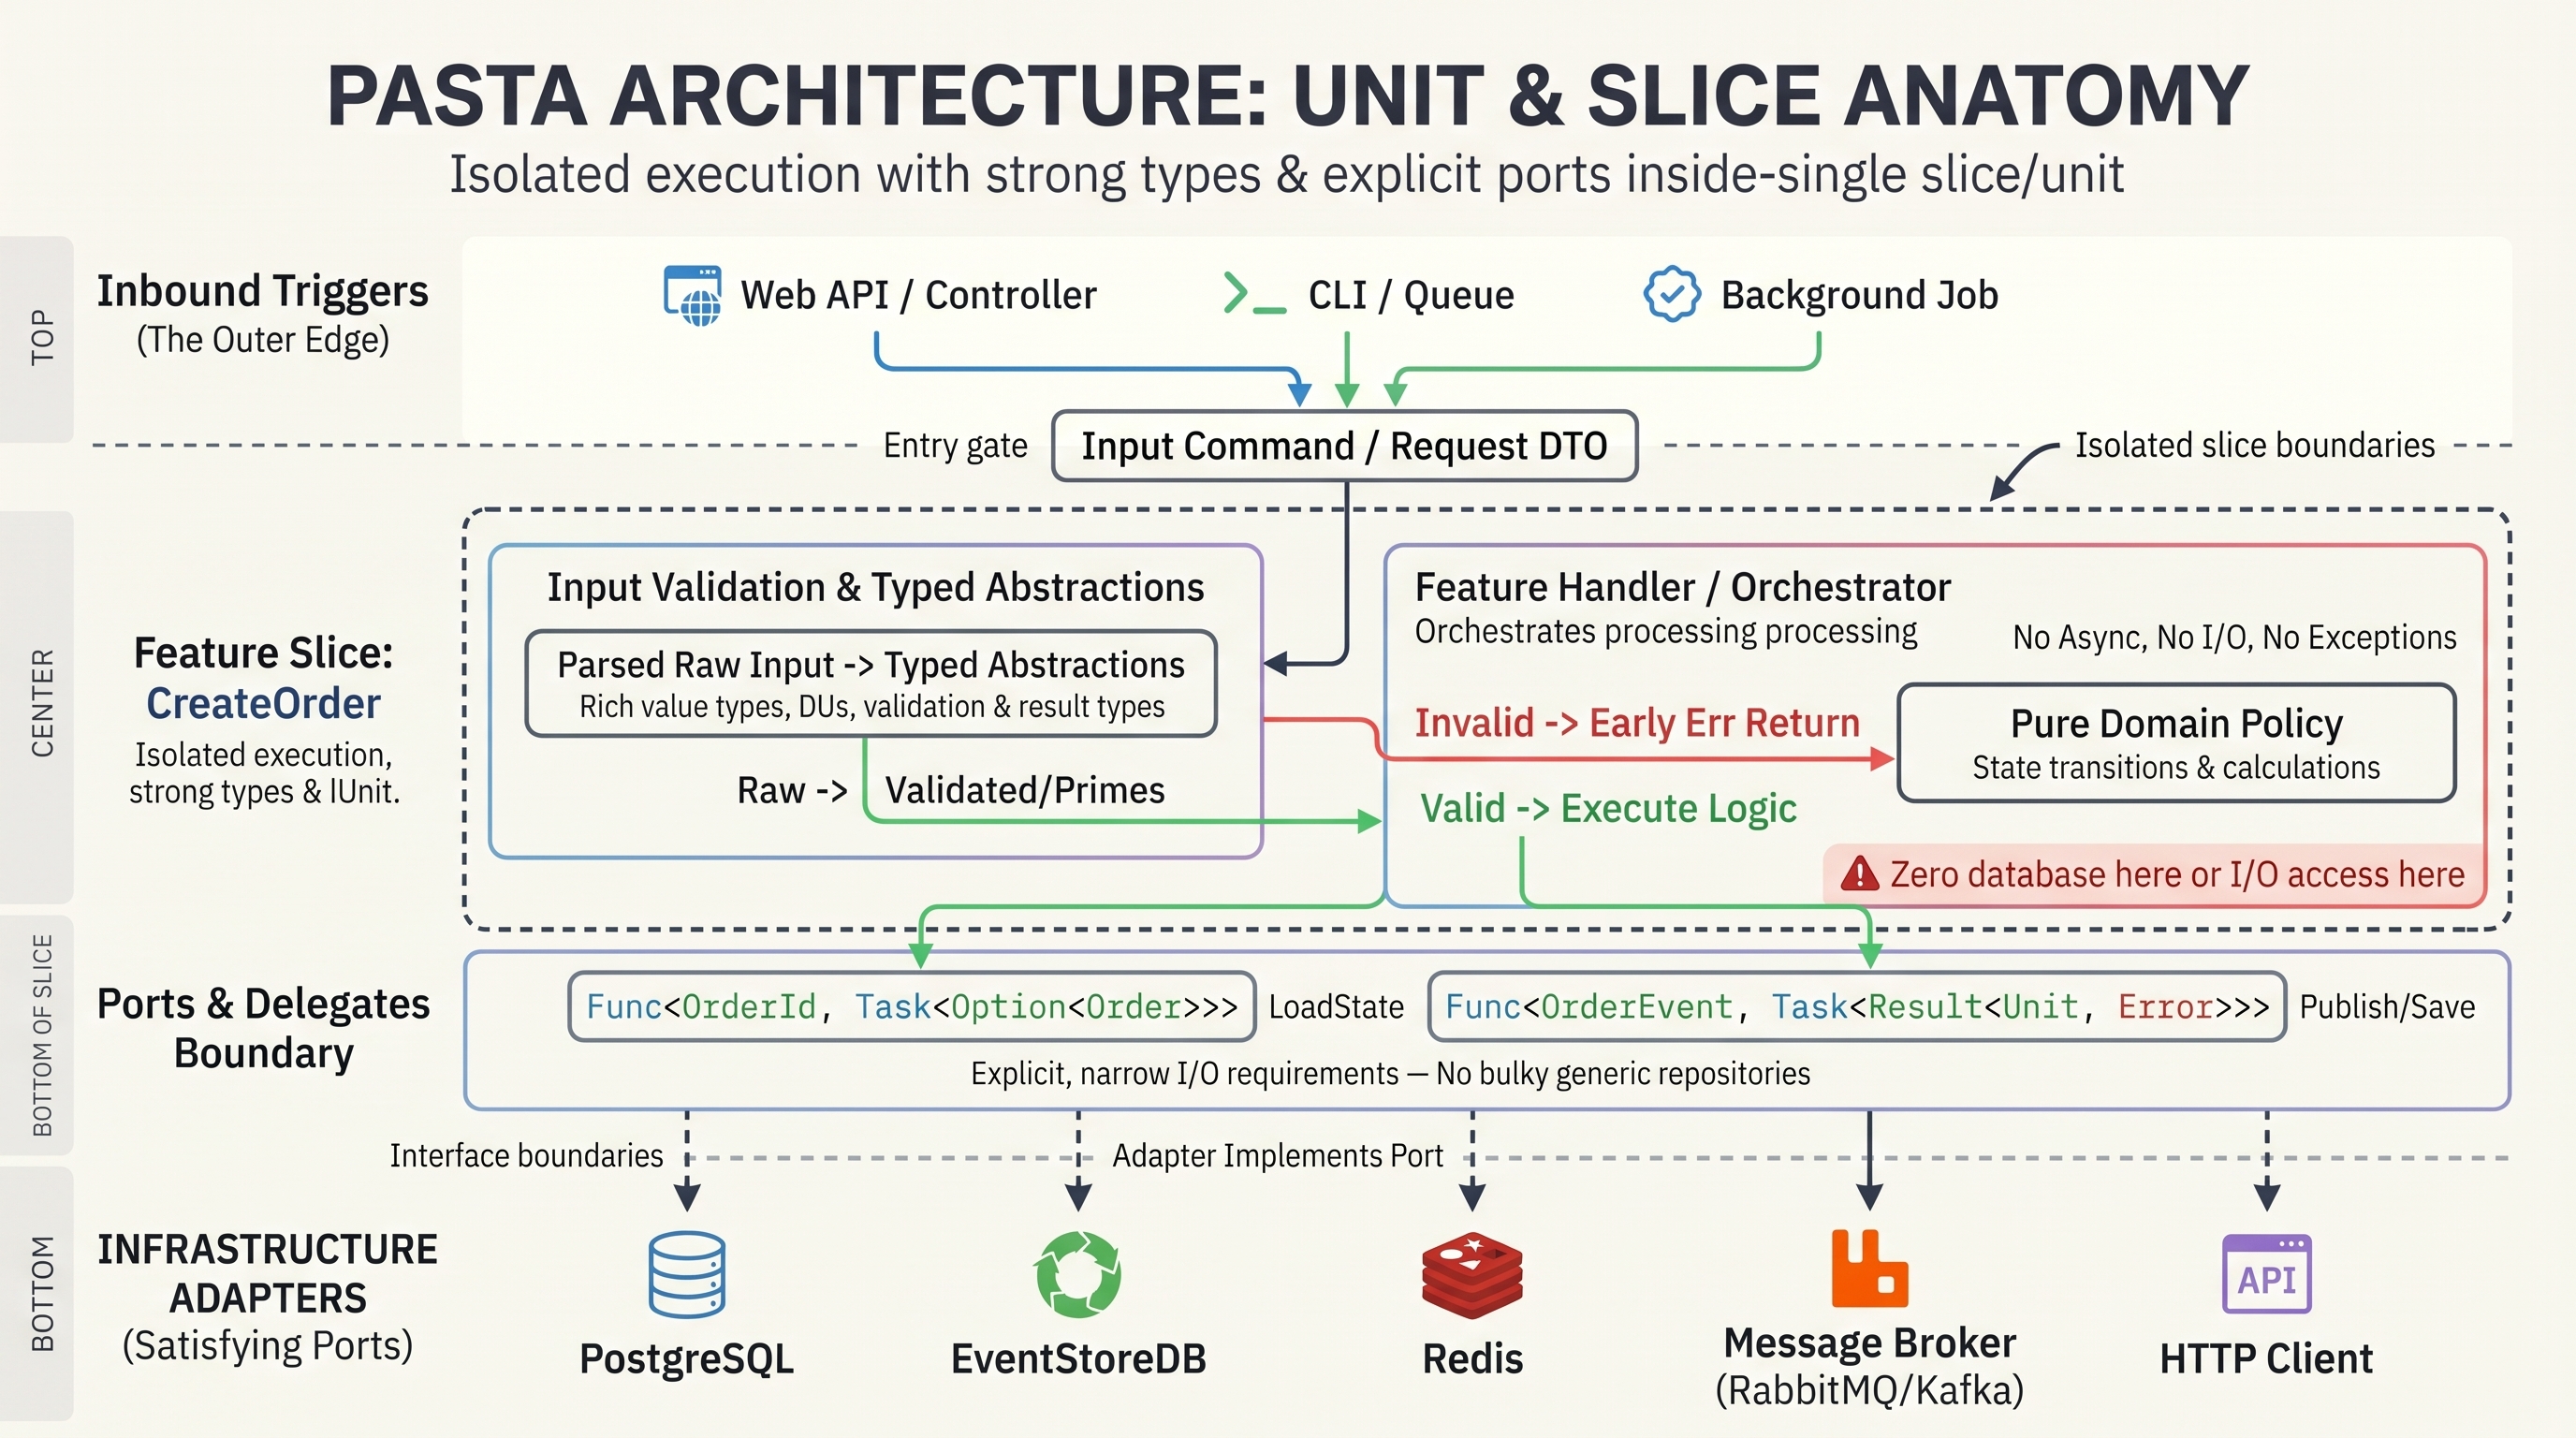 PASTA ARCHITECTURE: UNIT & SLICE ANATOMY
Isolated execution with strong types & explicit ports inside-single slice/unit
TOP
Inbound Triggers
(The Outer Edge)
Web API / Controller
CLI / Queue
Background Job
Entry gate
Input Command / Request DTO
Isolated slice boundaries
CENTER
Feature Slice:
CreateOrder
Isolated execution,
strong types & lUnit.
Input Validation & Typed Abstractions
Parsed Raw Input -> Typed Abstractions
Rich value types, DUs, validation & result types
Raw ->
Validated/Primes
Feature Handler / Orchestrator
Orchestrates processing processing
No Async, No I/O, No Exceptions
Invalid -> Early Err Return
Pure Domain Policy
State transitions & calculations
Valid -> Execute Logic
Zero database here or I/O access here
BOTTOM OF SLICE
Ports & Delegates
Boundary
Func<OrderId, Task<Option<Order>>>
LoadState
Func<OrderEvent, Task<Result<Unit, Error>>>
Publish/Save
Explicit, narrow I/O requirements — No bulky generic repositories
Interface boundaries
Adapter Implements Port
BOTTOM
INFRASTRUCTURE
ADAPTERS
(Satisfying Ports)
PostgreSQL
EventStoreDB
Redis
Message Broker
(RabbitMQ/Kafka)
API
HTTP Client